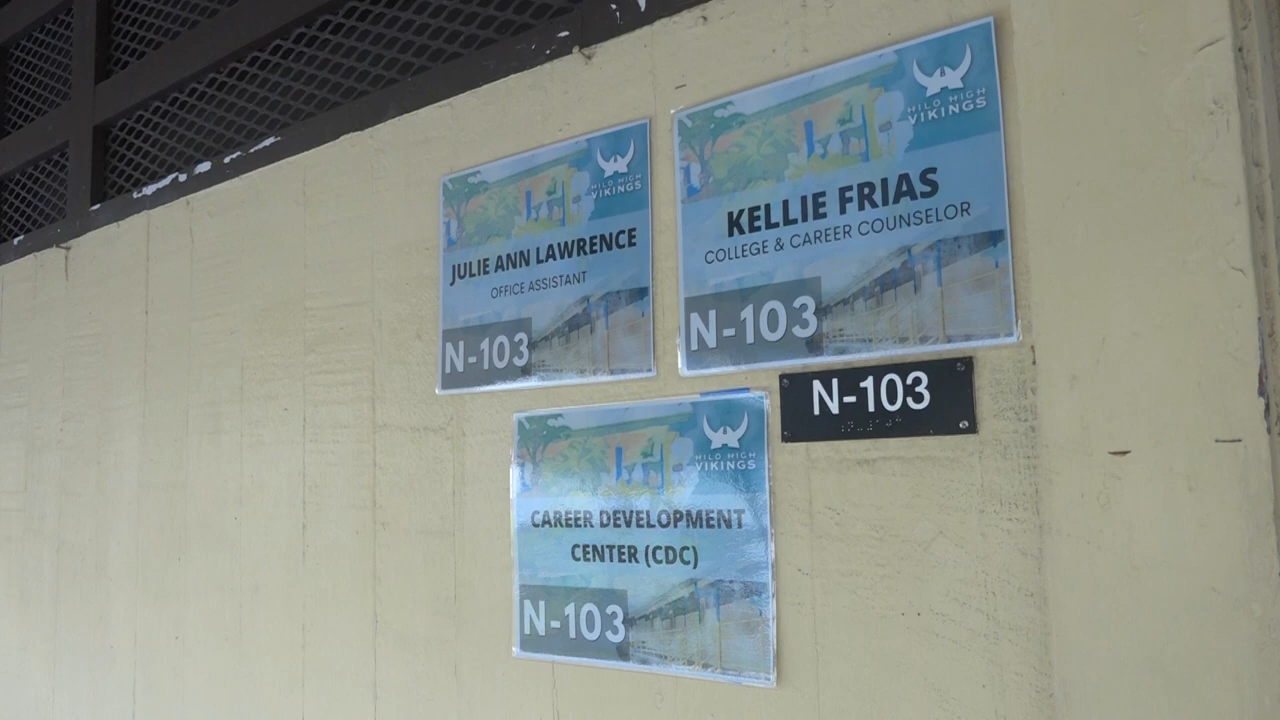 HILO HIGH
VIKINGS
JULIE ANN LAWRENCE
OFFICE ASSISTANT
N-103
HILO HIGH
VIKINGS
KELLIE FRIAS
COLLEGE & CAREER COUNSELOR
N-103
N-103
HILO HIGH
VIKINGS
CAREER DEVELOPMENT
CENTER (CDC)
N-103